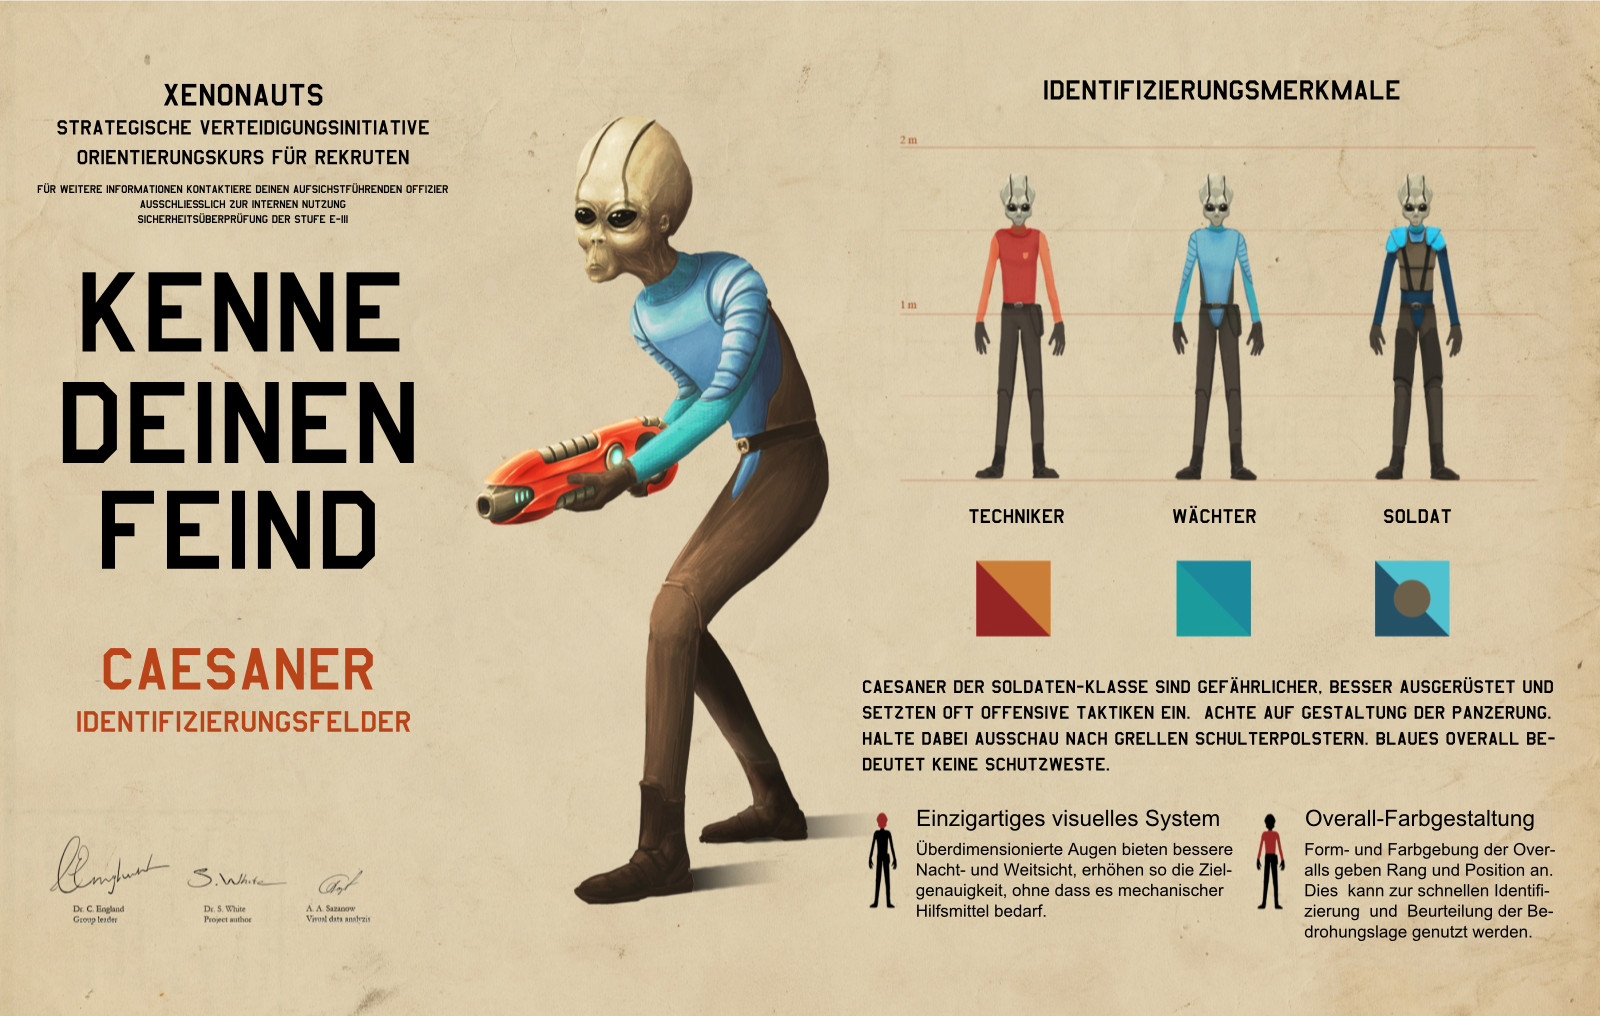 XENONAUTS
STRATEGISCHE VERTEIDIGUNGSINITIATIVE
ORIENTIERUNGSKURS FÜR REKRUTEN
FÜR WEITERE INFORMATIONEN KONTAKTIERE DEINEN AUFSICHSTFÜHRENDEN OFFIZIER
AUSSCHLIESSLICH ZUR INTERNEN NUTZUNG
SICHERHEITSÜBERPRÜFUNG DER STUFE E-III
KENNE
DEINEN
FEIND
CAESANER
IDENTIFIZIERUNGSFELDER
S. White
Dr. C. England
Group leader
Dr. S. White
Project author
A. A. Sazanow
Visual data analyzis
IDENTIFIZIERUNGSMERKMALE
2 m
1 m
TECHNIKER
WÄCHTER
SOLDAT
CAESANER DER SOLDATEN-KLASSE SIND GEFÄHRLICHER, BESSER AUSGERÜSTET UND
SETZTEN OFT OFFENSIVE TAKTIKEN EIN. ACHTE AUF GESTALTUNG DER PANZERUNG.
HALTE DABEI AUSSCHAU NACH GRELLEN SCHULTERPOLSTERN. BLAUES OVERALL BE-
DEUTET KEINE SCHUTZWESTE.
Einzigartiges visuelles System
Überdimensionierte Augen bieten bessere
Nacht- und Weitsicht, erhöhen so die Ziel-
genauigkeit, ohne dass es mechanischer
Hilfsmittel bedarf.
Overall-Farbgestaltung
Form- und Farbgebung der Over-
alls geben Rang und Position an.
Dies kann zur schnellen Identifi-
zierung und Beurteilung der Be-
drohungslage genutzt werden.